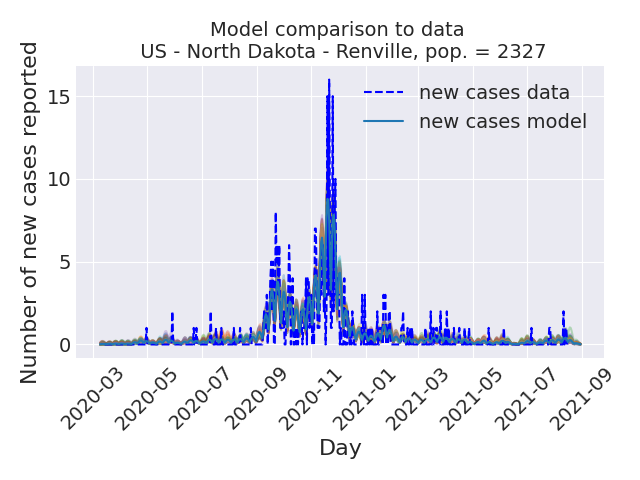 Model comparison to data
US - North Dakota - Renville, pop. = 2327
Number of new cases reported
15
10
5
0
new cases data
new cases model
2020-03
2020-05
2020-07
2020-09
2020-11
2021-01
2021-03
2021-05
2021-07
2021-09
Day